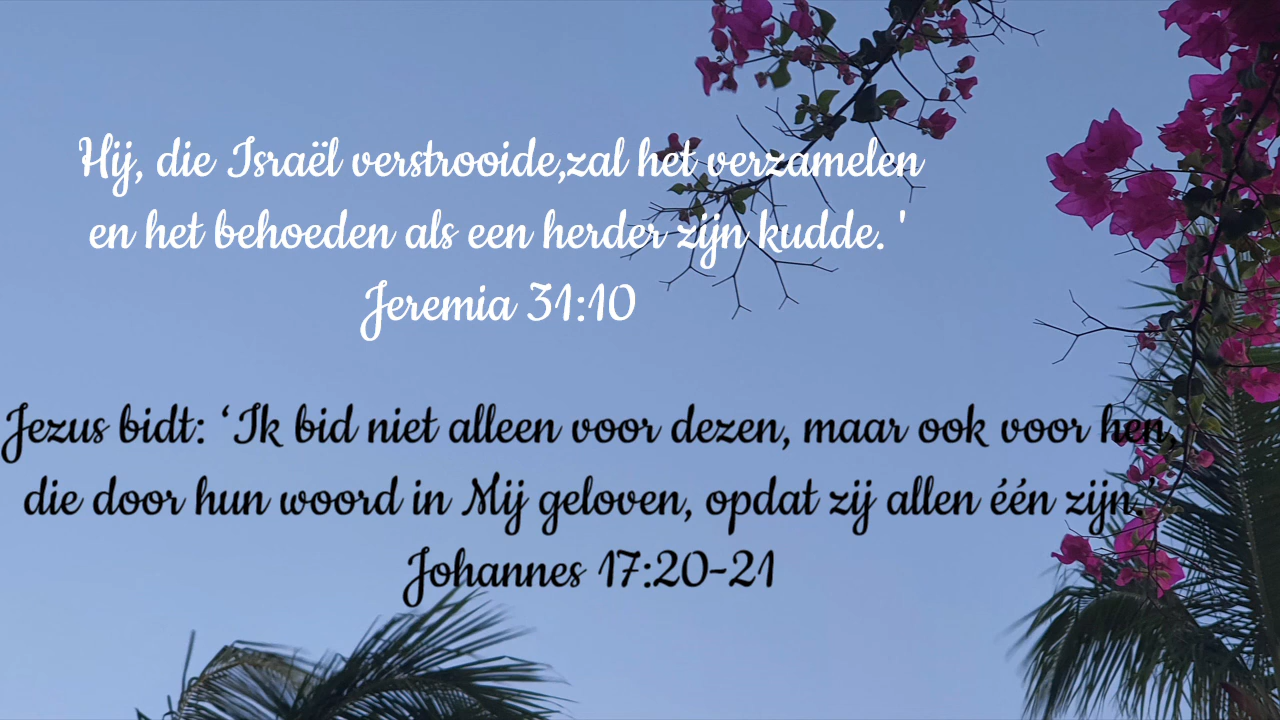 Hij, die Israël verstrooide,zal het verzamelen
en het behoeden als een herder zijn kudde. '
Jeremia 31:10
Jezus bidt: ‘Ik bid niet alleen voor dezen, maar ook voor hen,
die door hun woord in Mij geloven, opdat zij allen één zijn.’
Johannes 17:20-21